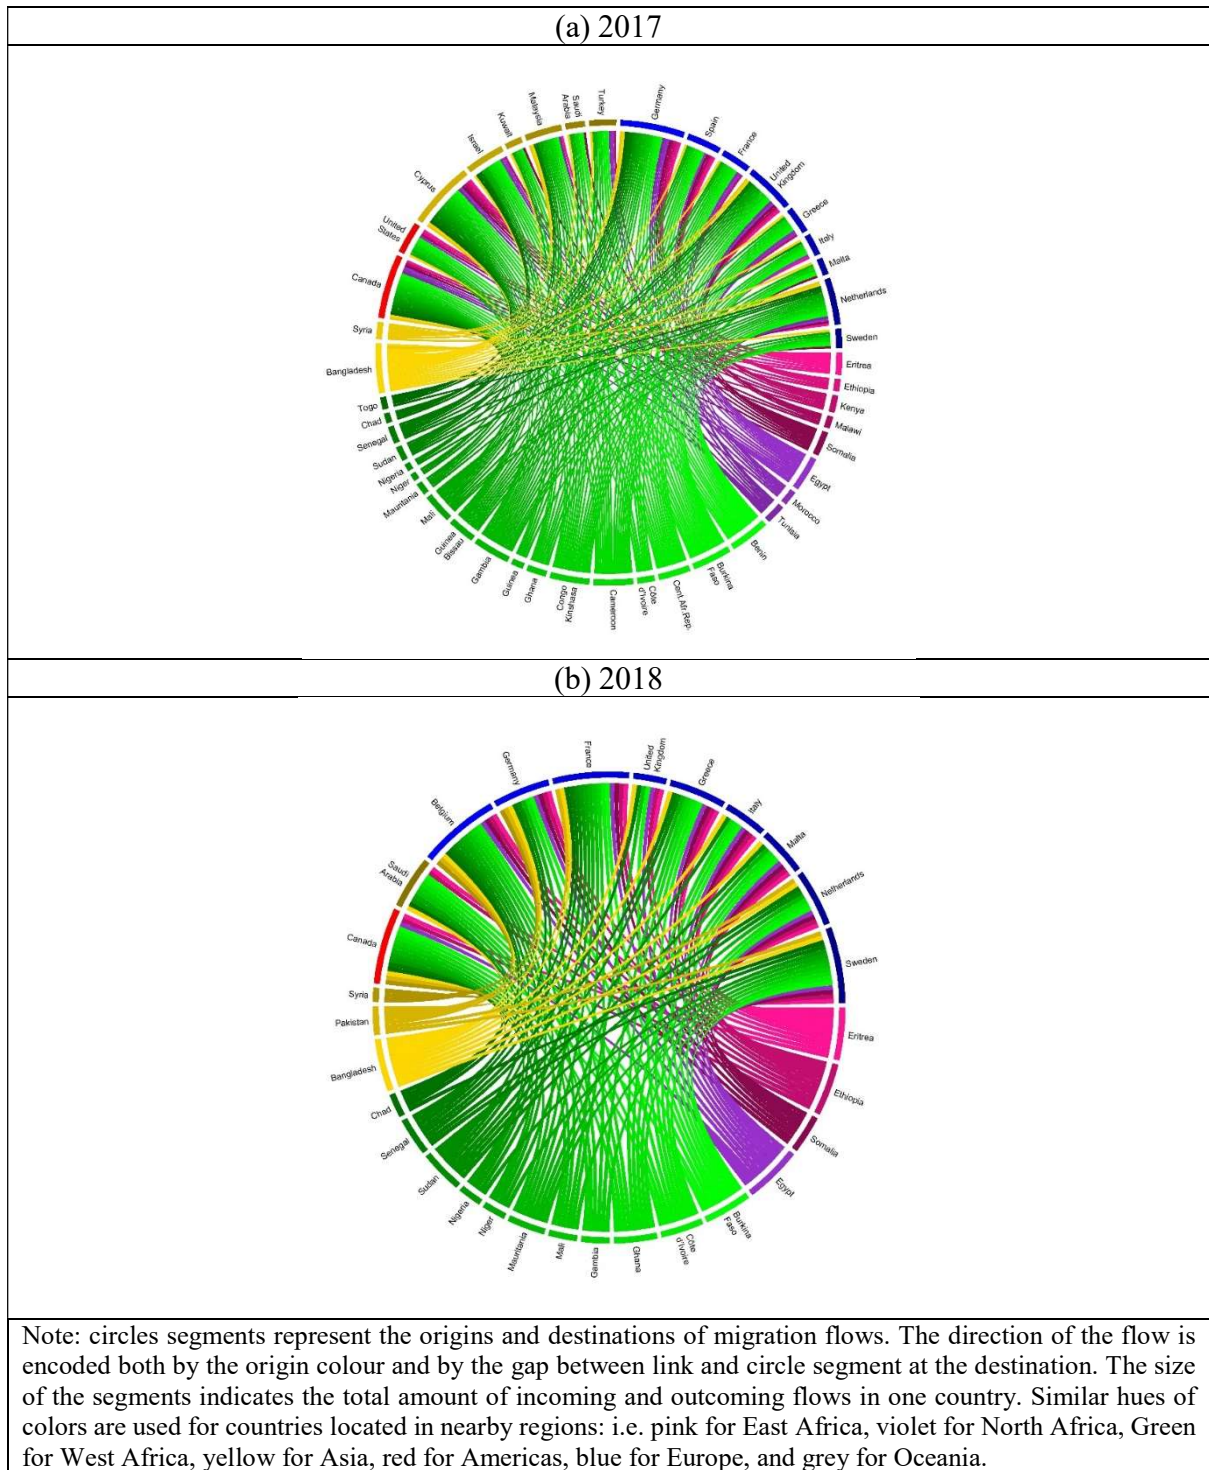 (a) 2017
Germany
Spain
France
United
Kingdom
Greece
Italy
Malta
Netherlands
Sweden
Eritrea
Ethiopia
Kenya
Malawi
Somalia
Egypt
Morocco
Tunisia
Benin
Burkina
Faso
Cent.Afr.Rep.
Côte
d'Ivoire
Cameroon
Congo
Kinshasa
Ghana
Guinea
Gambia
Guinea
Bissau
Mali
Mauritania
Niger
Nigeria
Sudan
Senegal
Chad
Togo
Bangladesh
Syria
Canada
United
States
Cyprus
Israel
Kuwait
Malaysia
Saudi
Arabia
Turkey
(b) 2018
France
United
Kingdom
Greece
Italy
Malta
Netherlands
Sweden
Eritrea
Ethiopia
Somalia
Egypt
Burkina
Faso
Côte
d'Ivoire
Ghana
Gambia
Mali
Mauritania
Niger
Nigeria
Sudan
Senegal
Chad
Bangladesh
Pakistan
Syria
Canada
Saudi
Arabia
Belgium
Germany
Note: circles segments represent the origins and destinations of migration flows. The direction of the flow is
encoded both by the origin colour and by the gap between link and circle segment at the destination. The size
of the segments indicates the total amount of incoming and outcoming flows in one country. Similar hues of
colors are used for countries located in nearby regions: i.e. pink for East Africa, violet for North Africa, Green
for West Africa, yellow for Asia, red for Americas, blue for Europe, and grey for Oceania.